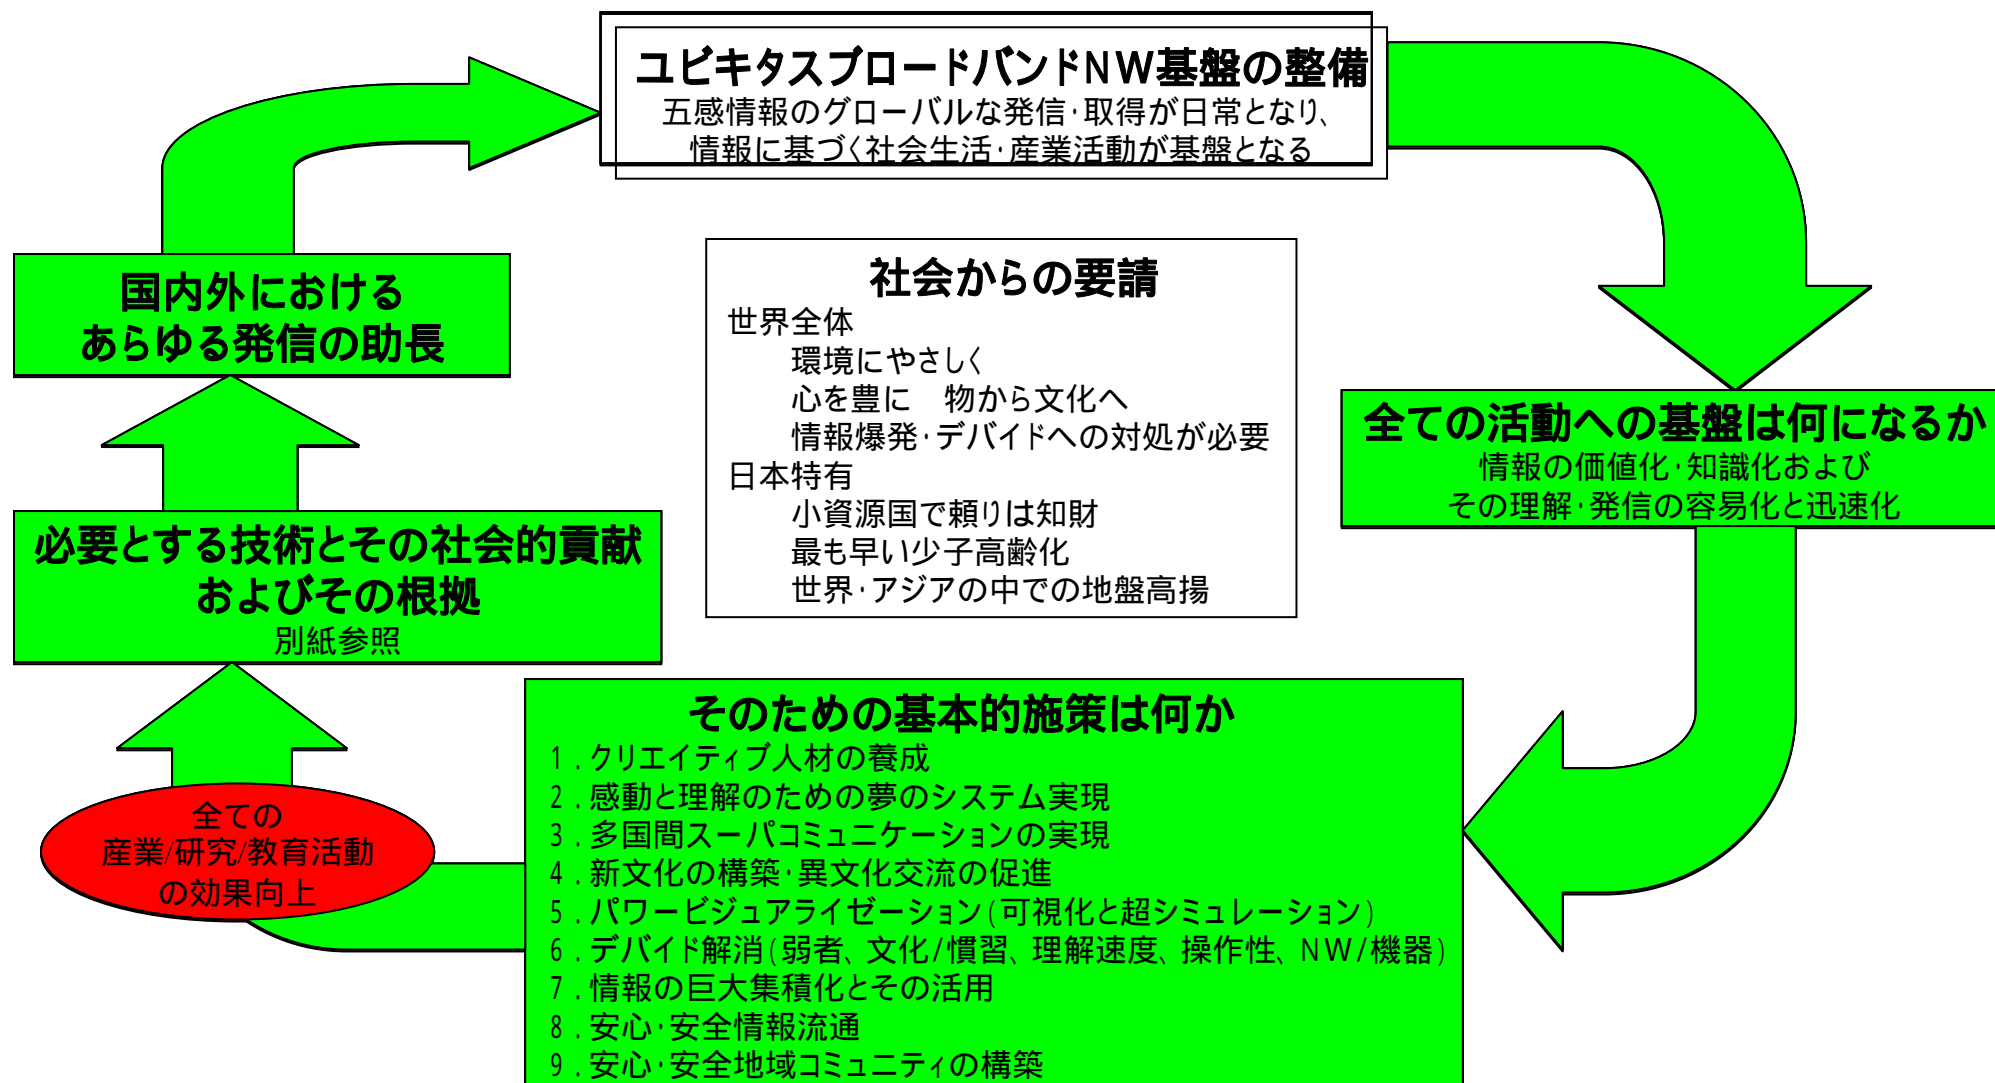 ユビキタスブロードバンドNW基盤の整備
五感情報のグローバルな発信・取得が日常となり、
情報に基づく社会生活・産業活動が基盤となる
国内外における
あらゆる発信の助長
社会からの要請
世界全体
環境にやさしく
心を豊に　物から文化へ
情報爆発・デバイドへの対処が必要
日本特有
小資源国で頼りは知財
最も早い少子高齢化
世界・アジアの中での地盤高揚
全ての活動への基盤は何になるか
情報の価値化・知識化および
その理解・発信の容易化と迅速化
必要とする技術とその社会的貢献
およびその根拠
別紙参照
そのための基本的施策は何か
1．クリエイティブ人材の養成
2．感動と理解のための夢のシステム実現
3．多国間スーパコミュニケーションの実現
4．新文化の構築・異文化交流の促進
5．パワービジュアライゼーション(可視化と超シミュレーション)
6．デバイド解消(弱者、文化/慣習、理解速度、操作性、NW/機器)
7．情報の巨大集積化とその活用
8．安心・安全情報流通
9．安心・安全地域コミュニティの構築
全ての
産業/研究/教育活動
の効果向上